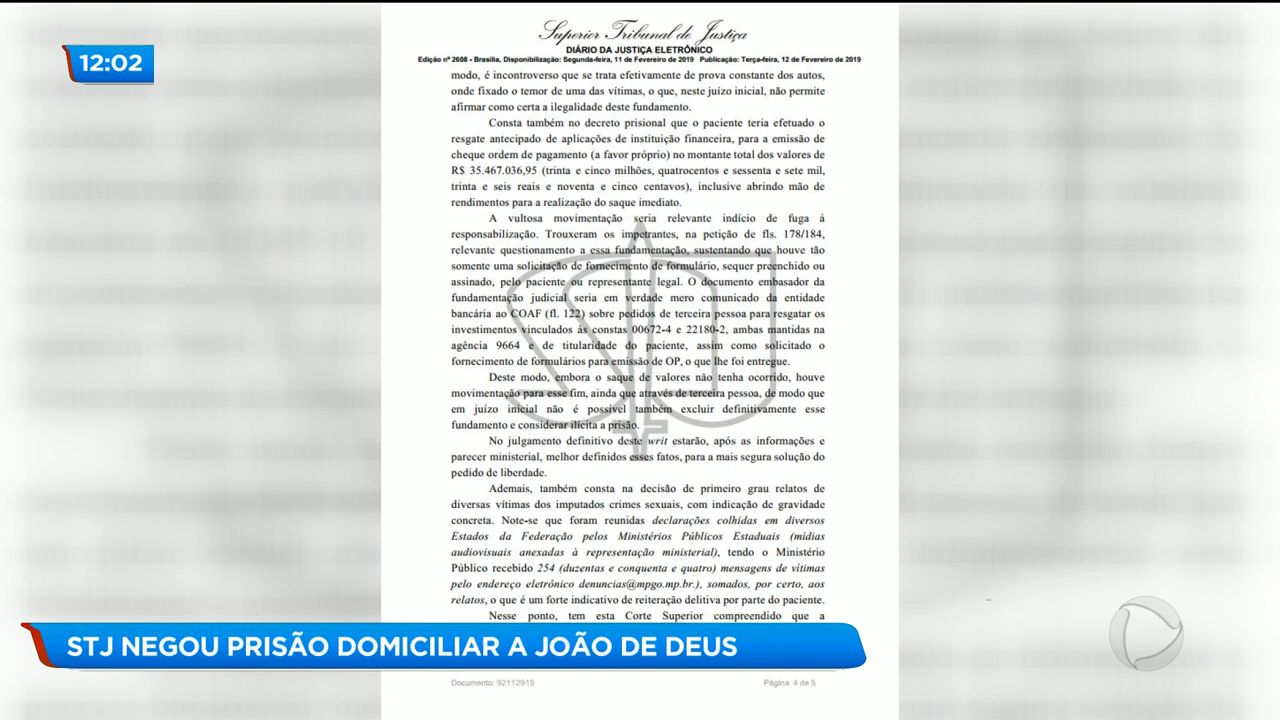 12:02
Superior Tribunal de Justiça
DIÁRIO DA JUSTIÇA ELETRÔNICO
Edição nº 2608 - Brasília, Disponibilização: Segunda-feira, 11 de Fevereiro de 2019 Publicação: Terça-feira, 12 de Fevereiro de 2019
modo, é incontroverso que se trata efetivamente de prova constante dos autos,
onde fixado o temor de uma das vítimas, o que, neste juízo inicial, não permite
afirmar como certa a ilegalidade deste fundamento.
Consta também no decreto prisional que o paciente teria efetuado o
resgate antecipado de aplicações de instituição financeira, para a emissão de
cheque ordem de pagamento (a favor próprio) no montante total dos valores de
R$ 35.467.036,95 (trinta e cinco milhões, quatrocentos e sessenta e sete mil,
trinta e seis reais e noventa e cinco centavos), inclusive abrindo mão de
rendimentos para a realização do saque imediato.
A vultosa movimentação seria relevante indício de fuga à
responsabilização. Trouxeram os impetrantes, na petição de fls. 178/184,
relevante questionamento a essa fundamentação, sustentando que houve tão
somente uma solicitação de fornecimento de formulário, sequer preenchido ou
assinado, pelo paciente ou representante legal. O documento embasador da
fundamentação judicial seria em verdade mero comunicado da entidade
bancária ao COAF (fl. 122) sobre pedidos de terceira pessoa para resgatar os
investimentos vinculados às constas 00672-4 e 22180-2, ambas mantidas na
agência 9664 e de titularidade do paciente, assim como solicitado o
fornecimento de formulários para emissão de OP, o que lhe foi entregue.
Deste modo, embora o saque de valores não tenha ocorrido, houve
movimentação para esse fim, ainda que através de terceira pessoa, de modo que
em juízo inicial não é possível também excluir definitivamente esse
fundamento e considerar ilícita a prisão.
No julgamento definitivo deste writ estarão, após as informações e
parecer ministerial, melhor definidos esses fatos, para a mais segura solução do
pedido de liberdade.
Ademais, também consta na decisão de primeiro grau relatos de
diversas vítimas dos imputados crimes sexuais, com indicação de gravidade
concreta. Note-se que foram reunidas declarações colhidas em diversos
Estados da Federação pelos Ministérios Públicos Estaduais (mídias
audiovisuais anexadas à representação ministerial), tendo o Ministério
Público recebido 254 (duzentas e conquenta e quatro) mensagens de vítimas
pelo endereço eletrônico denuncias@mpgo.mp.br.), somados, por certo, aos
relatos, o que é um forte indicativo de reiteração delitiva por parte do paciente.
Nesse ponto, tem esta Corte Superior compreendido que a
STJ NEGOU PRISÃO DOMICILIAR A JOÃO DE DEUS
Documento: 92112915 Página 4 de 5